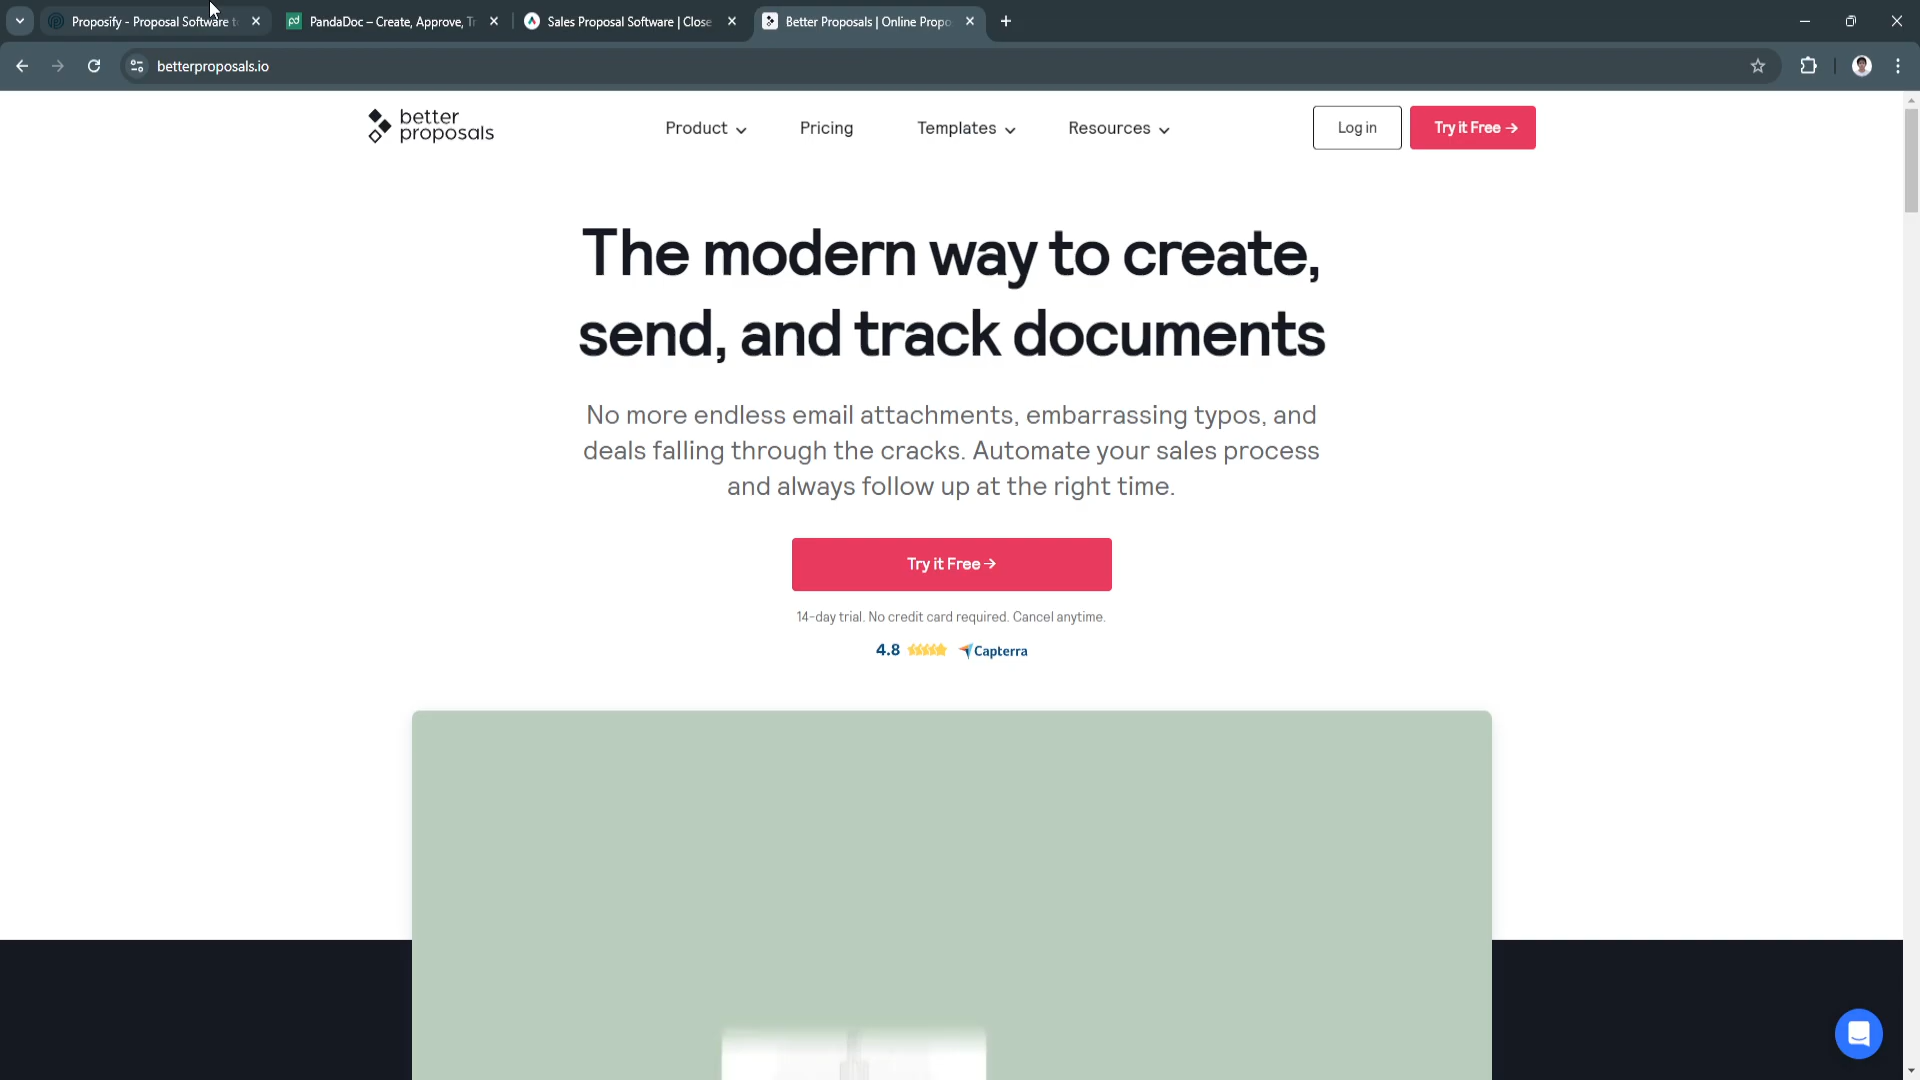 Proposify - Proposal Software t
PandaDoc – Create, Approve, Tr
Sales Proposal Software | Close
Better Proposals | Online Propo
betterproposals.io
better
proposals
Product
Pricing
Templates
Resources
Log in
Try it Free →
The modern way to create,
send, and track documents
No more endless email attachments, embarrassing typos, and
deals falling through the cracks. Automate your sales process
and always follow up at the right time.
Try it Free →
14-day trial. No credit card required. Cancel anytime.
4.8 Capterra